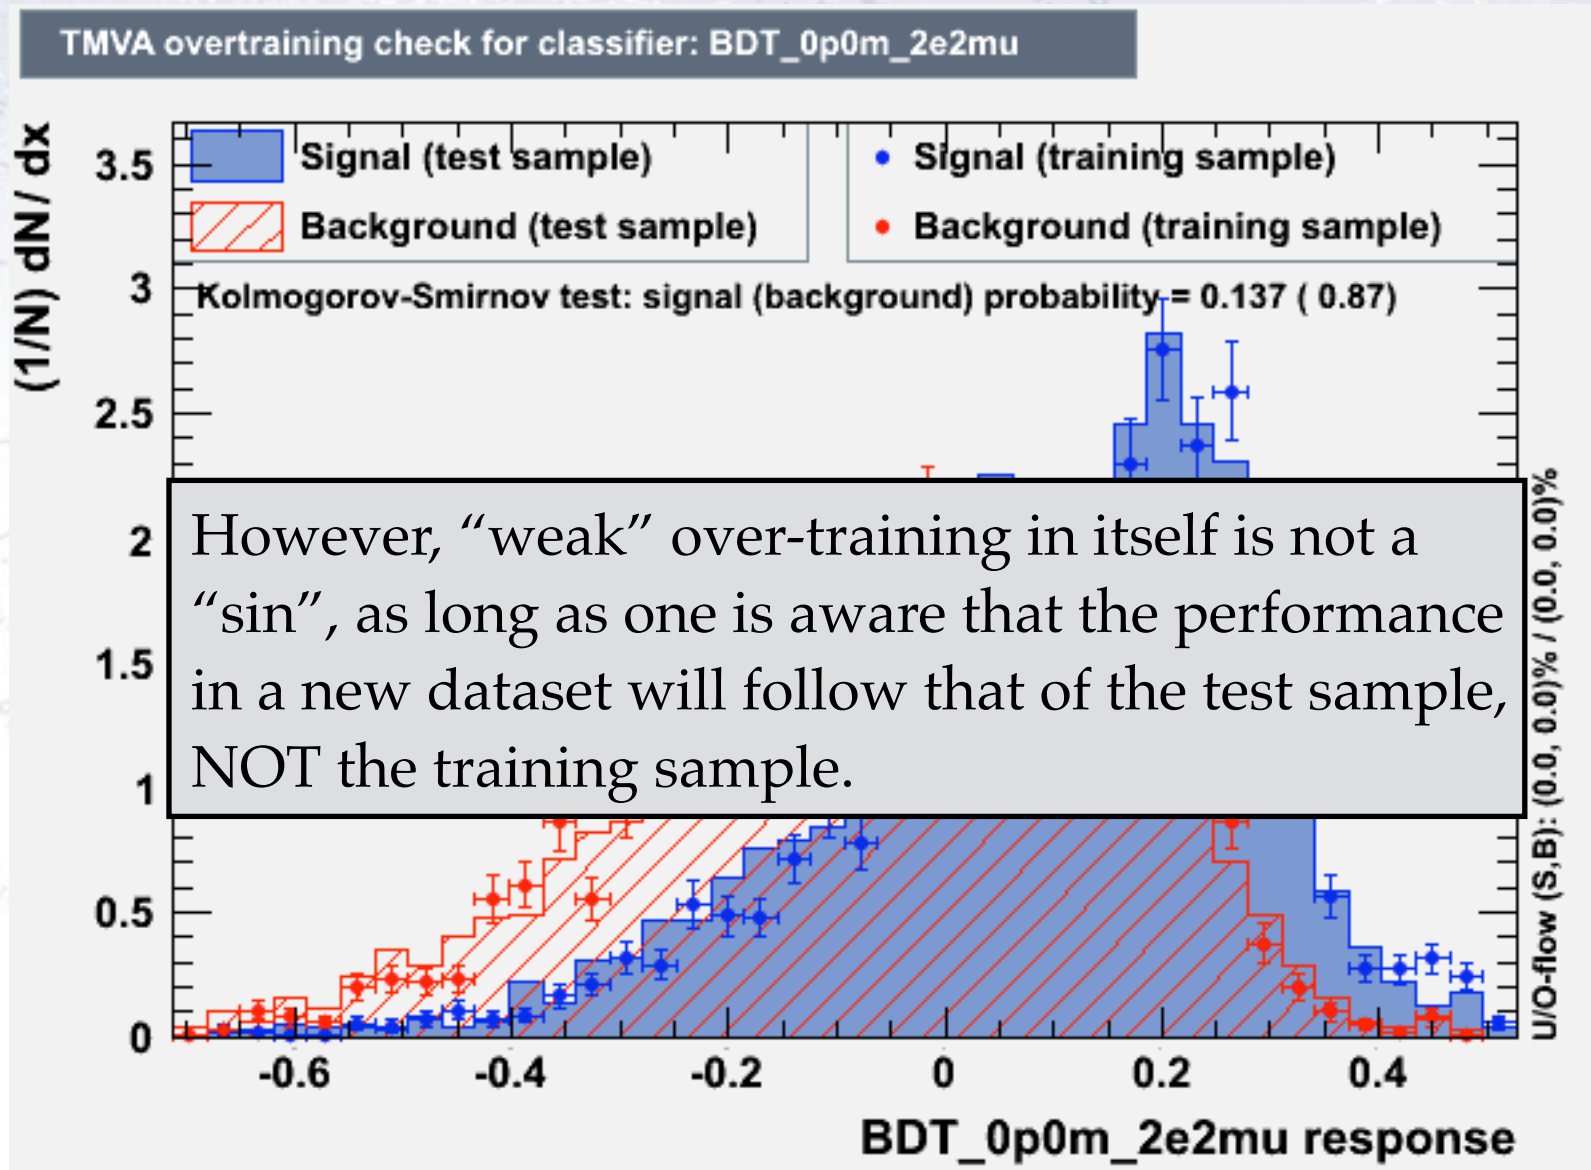 TMVA overtraining check for classifier: BDT_0p0m_2e2mu
(1/N) dN / dx
Signal (test sample)
Background (test sample)
Signal (training sample)
Background (training sample)
Kolmogorov-Smirnov test: signal (background) probability = 0.137 ( 0.87)
3.5
3
2.5
2
1.5
1
0.5
0
However, “weak” over-training in itself is not a
“sin”, as long as one is aware that the performance
in a new dataset will follow that of the test sample,
NOT the training sample.
U/O-flow (S,B): (0.0, 0.0)% / (0.0, 0.0)%
-0.6 -0.4 -0.2 0 0.2 0.4
BDT_0p0m_2e2mu response